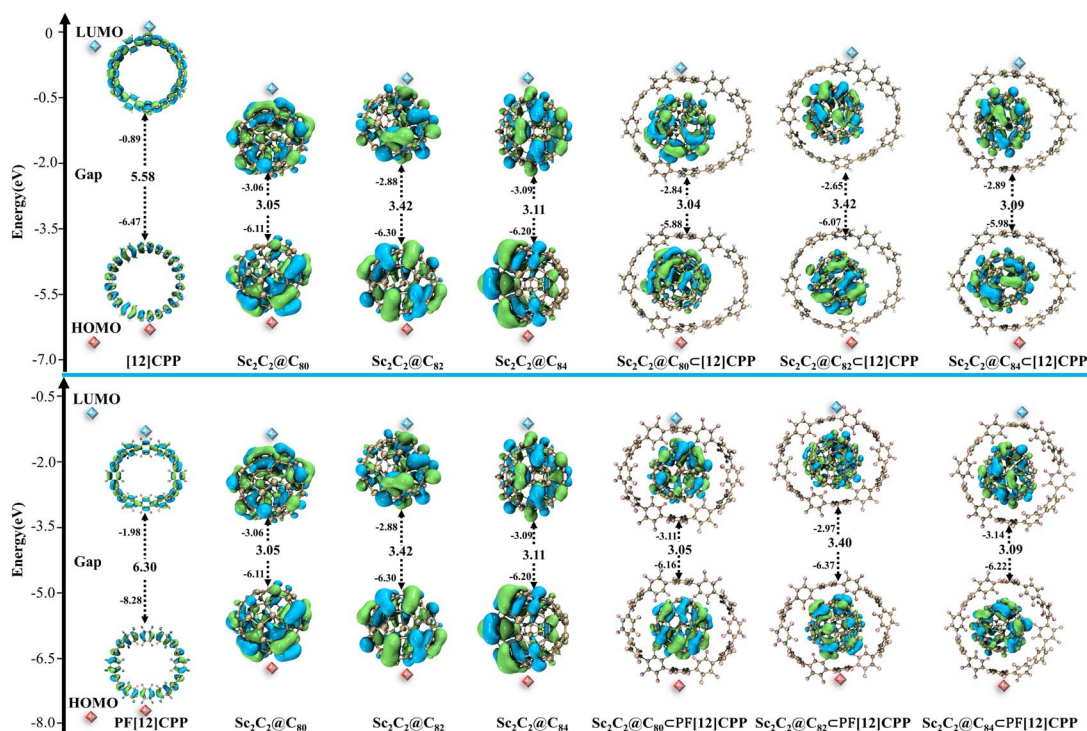 0
LUMO
-0.5
-2.0
-3.5
-5.5
-7.0
Energy(eV)
Gap
HOMO
-0.89
5.58
-6.47
-3.06
3.05
-6.11
-2.88
3.42
-6.30
-3.09
3.11
-6.20
-2.84
3.04
-5.88
-2.65
3.42
-6.07
-2.89
3.09
-5.98
[12]CPP
Sc₂C₂@C₈₀
Sc₂C₂@C₈₂
Sc₂C₂@C₈₄
Sc₂C₂@C₈₀⊂[12]CPP
Sc₂C₂@C₈₂⊂[12]CPP
Sc₂C₂@C₈₄⊂[12]CPP
-0.5
LUMO
-2.0
-3.5
-5.0
-6.5
-8.0
Energy(eV)
Gap
HOMO
-1.98
6.30
-8.28
-3.06
3.05
-6.11
-2.88
3.42
-6.30
-3.09
3.11
-6.20
-3.11
3.05
-6.16
-2.97
3.40
-6.37
-3.14
3.09
-6.22
PF[12]CPP
Sc₂C₂@C₈₀
Sc₂C₂@C₈₂
Sc₂C₂@C₈₄
Sc₂C₂@C₈₀⊂PF[12]CPP
Sc₂C₂@C₈₂⊂PF[12]CPP
Sc₂C₂@C₈₄⊂PF[12]CPP